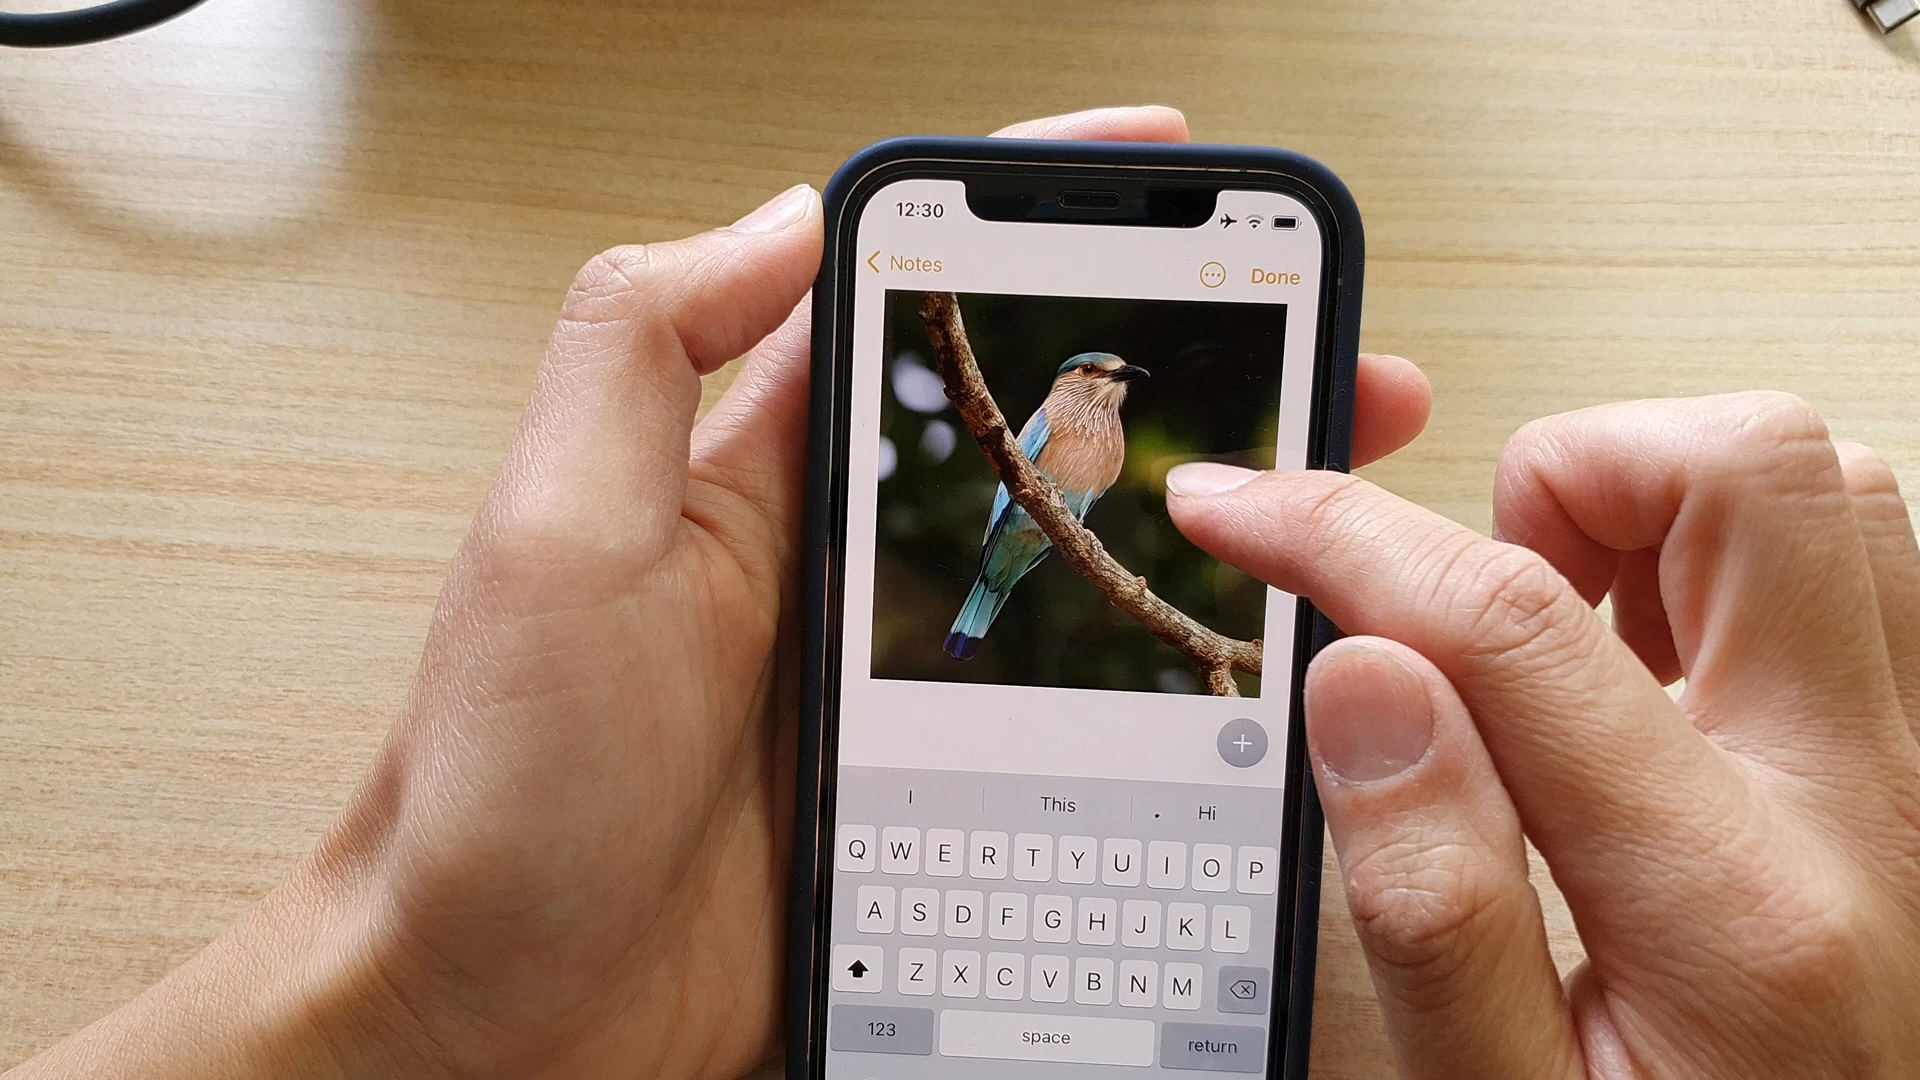 12:30
Notes
Done
I This Hi
Q W E R T Y U I O P
A S D F G H J K L
Z X C V B N M
123 space return